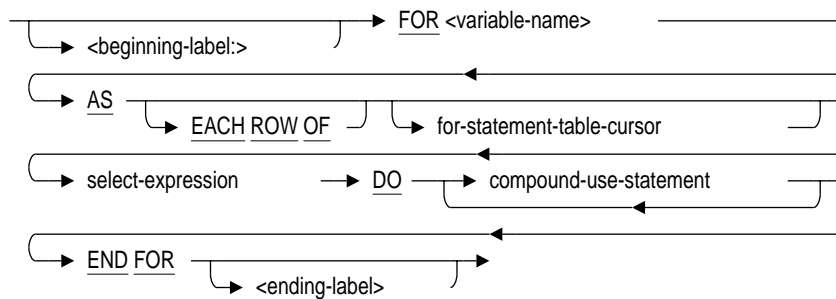 <beginning-label:> FOR <variable-name>
AS EACH ROW OF for-statement-table-cursor
select-expression DO compound-use-statement
END FOR <ending-label>